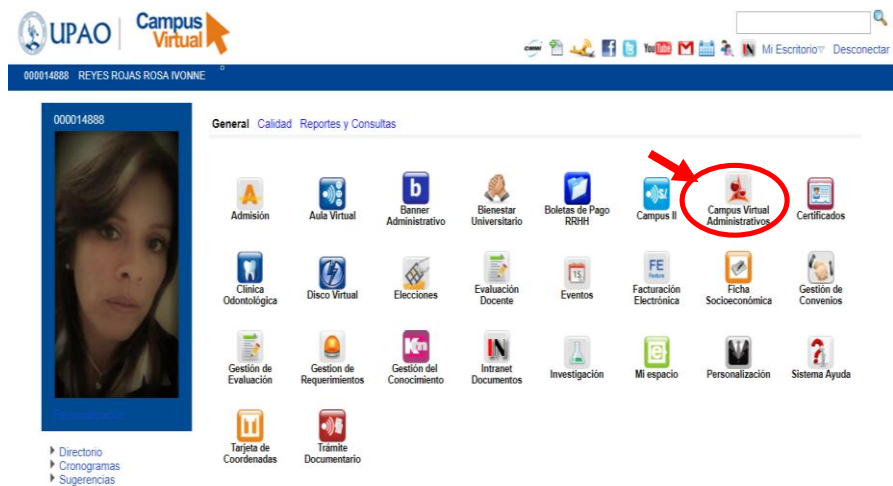 UPAO Campus Virtual
CMMI You Tube Mi Escritorio Desconectar
000014888 REYES ROJAS ROSA IVONNE
000014888
General Calidad Reportes y Consultas
Admisión Aula Virtual Banner Administrativo Bienestar Universitario Boletas de Pago RRHH Campus II Campus Virtual Administrativos Certificados
Clínica Odontológica Disco Virtual Elecciones Evaluación Docente Eventos Facturación Electrónica Ficha Socioeconómica Gestión de Convenios
Gestión de Evaluación Gestion de Requerimientos Gestión del Conocimiento Intranet Documentos Investigación Mi espacio Personalización Sistema Ayuda
Tarjeta de Coordenadas Trámite Documentario
Directorio
Cronogramas
Sugerencias